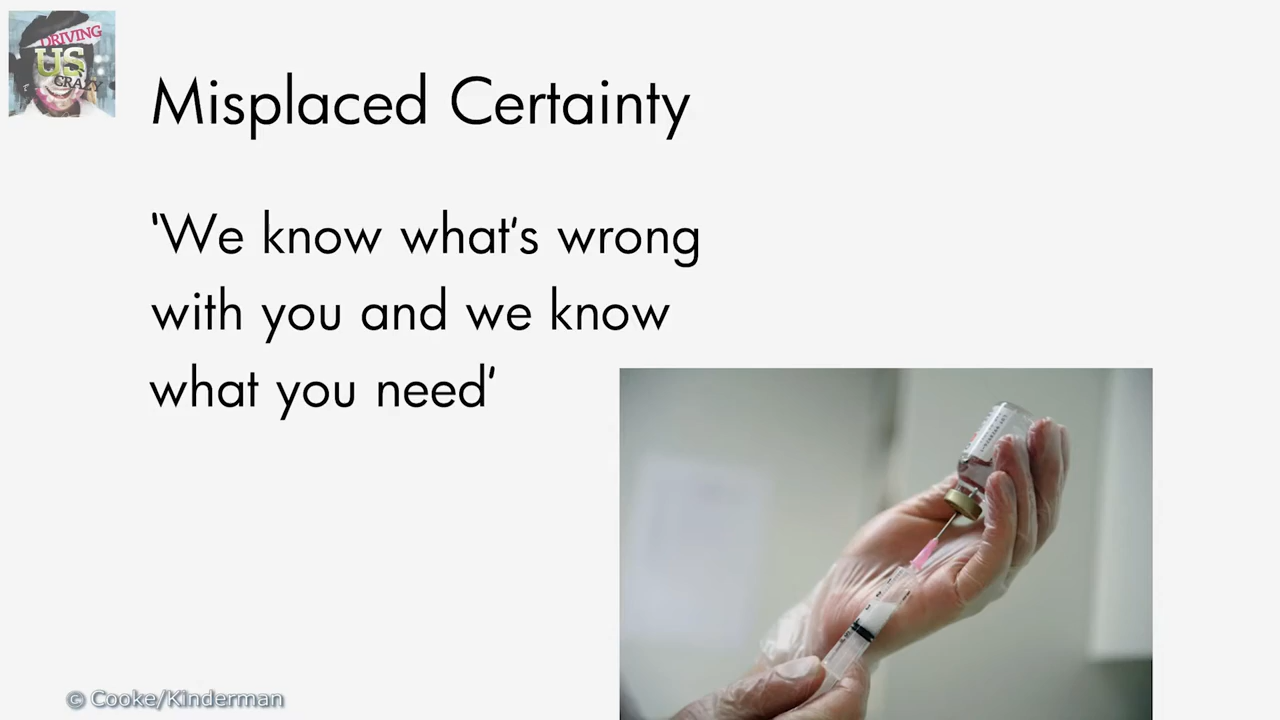 DRIVING
US
CRAZY
Misplaced Certainty
‘We know what’s wrong
with you and we know
what you need’
© Cooke/Kinderman